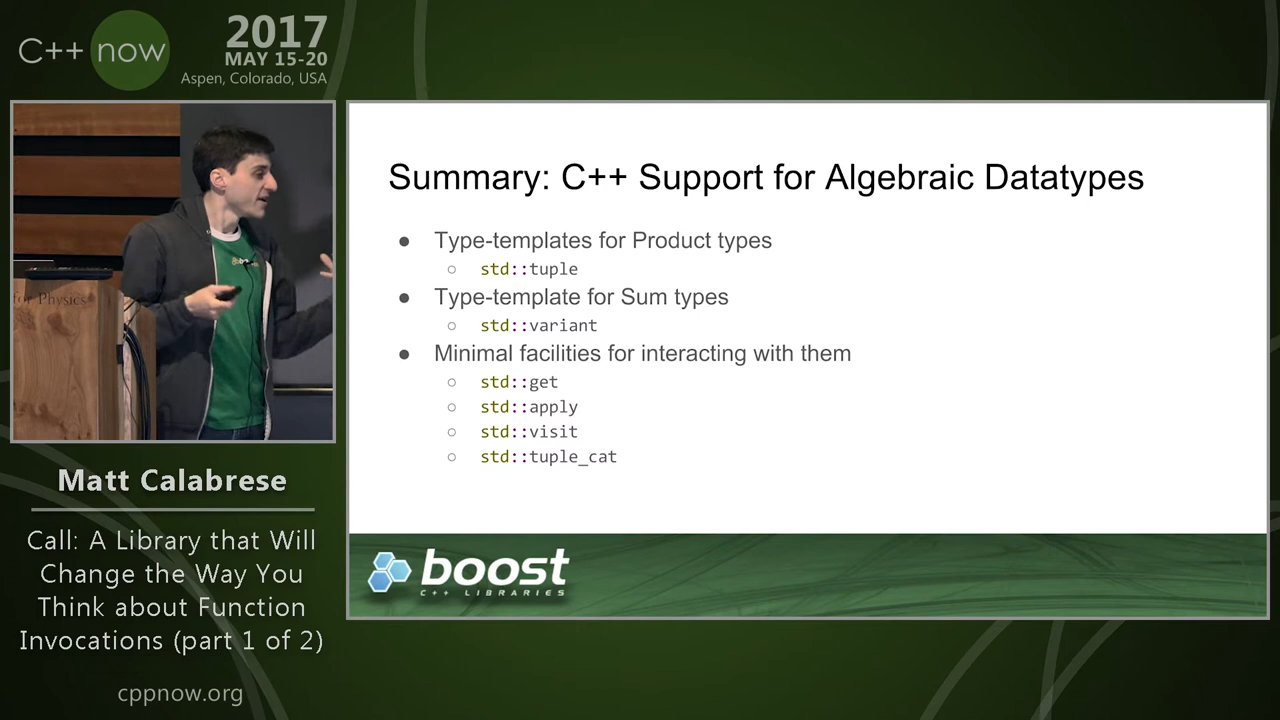 C++ now
2017
MAY 15-20
Aspen, Colorado, USA
for Physics
Summary: C++ Support for Algebraic Datatypes
● Type-templates for Product types
○ std::tuple
● Type-template for Sum types
○ std::variant
● Minimal facilities for interacting with them
○ std::get
○ std::apply
○ std::visit
○ std::tuple_cat
boost
C++ LIBRARIES
Matt Calabrese
Call: A Library that Will
Change the Way You
Think about Function
Invocations (part 1 of 2)
cppnow.org